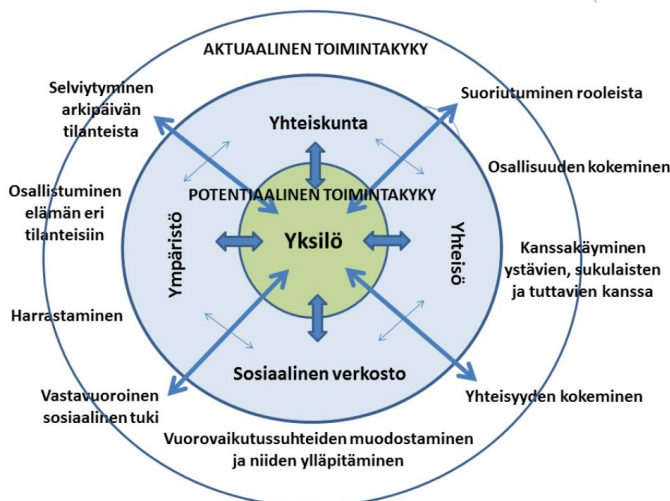 AKTUAALINEN TOIMINTAKYKY
Selviytyminen
arkipäivän
tilanteista
Suoriutuminen rooleista
Yhteiskunta
Osallisuuden kokeminen
Osallistuminen
elämän eri
tilanteisiin
POTENTIAALINEN TOIMINTAKYKY
Ympäristö
Yksilö
Yhteisö
Kanssakäyminen
ystävien, sukulaisten
ja tuttavien kanssa
Harrastaminen
Sosiaalinen verkosto
Vastavuoroinen
sosiaalinen tuki
Yhteisyyden kokeminen
Vuorovaikutussuhteiden muodostaminen
ja niiden ylläpitäminen